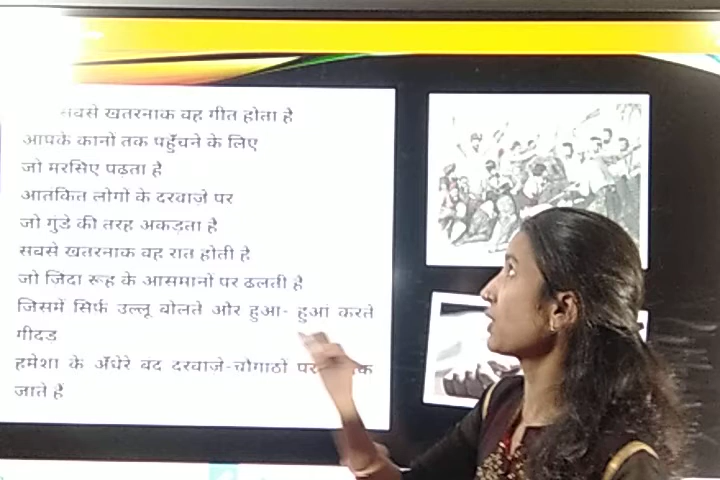 सबसे खतरनाक वह गीत होता है
आपके कानों तक पहुँचने के लिए
जो मरसिए पढता है
आतंकित लोगों के दरवाजे पर
जो गुंडे की तरह अकड़ता है
सबसे खतरनाक वह रात होती है
जो जिंदा रूह के आसमानों पर ढलती है
जिसमें सिर्फ उल्लू बोलते और हुआ- हुआं करते
गीदड
हमेशा के अँधेरे बंद दरवाजे-चौगाठों पर
जाते हैं